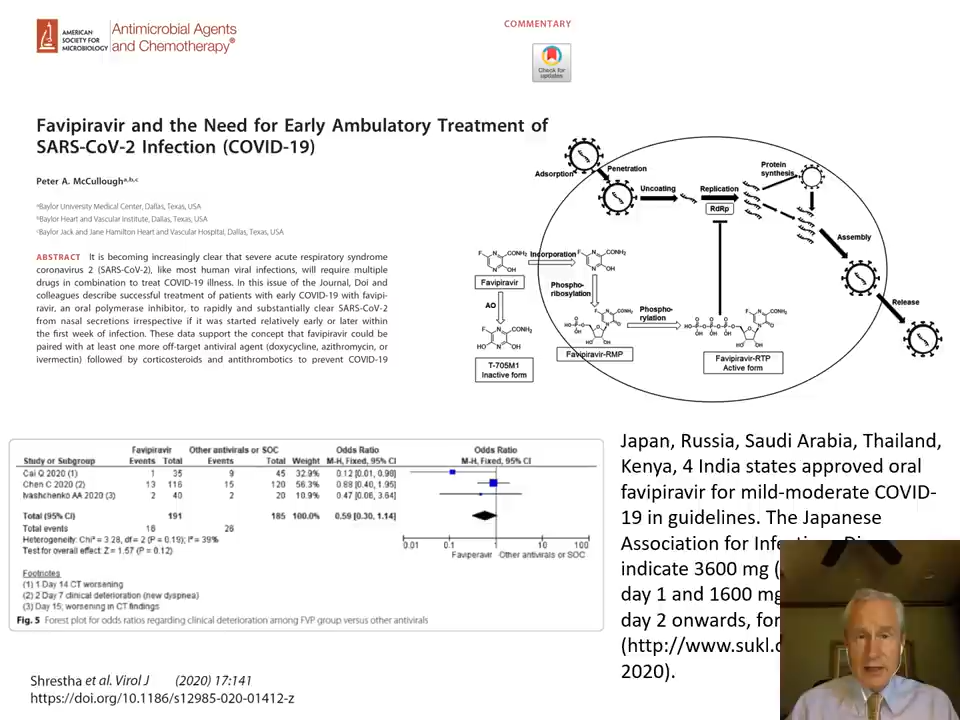 AMERICAN
SOCIETY FOR
MICROBIOLOGY
Antimicrobial Agents
and Chemotherapy®
COMMENTARY
Check for
updates
Favipiravir and the Need for Early Ambulatory Treatment of
SARS-CoV-2 Infection (COVID-19)
Peter A. McCullougha,b,c
aBaylor University Medical Center, Dallas, Texas, USA
bBaylor Heart and Vascular Institute, Dallas, Texas, USA
cBaylor Jack and Jane Hamilton Heart and Vascular Hospital, Dallas, Texas, USA
ABSTRACT It is becoming increasingly clear that severe acute respiratory syndrome
coronavirus 2 (SARS-CoV-2), like most human viral infections, will require multiple
drugs in combination to treat COVID-19 illness. In this issue of the Journal, Doi and
colleagues describe successful treatment of patients with early COVID-19 with favipi-
ravir, an oral polymerase inhibitor, to rapidly and substantially clear SARS-CoV-2
from nasal secretions irrespective if it was started relatively early or later within
the first week of infection. These data support the concept that favipiravir could be
paired with at least one more off-target antiviral agent (doxycycline, azithromycin, or
ivermectin) followed by corticosteroids and antithrombotics to prevent COVID-19
Adsorption
Penetration
Uncoating
Replication
RdRp
Protein
synthesis
Assembly
Release
F N CONH₂
N OH
Favipiravir
Incorporation
F N CONH₂
N OH
AO
Phospho-
ribosylation
Phospho-
rylation
F N CONH₂
HO N OH
T-705M1
Inactive form
Favipiravir-RMP
Favipiravir-RTP
Active form
Favipiravir Other antivirals or SOC Odds Ratio Odds Ratio
Study or Subgroup Events Total Events Total Weight M-H, Fixed, 95% CI M-H, Fixed, 95% CI
Cai Q 2020 (1) 1 35 9 45 32.9% 0.12 [0.01, 0.98]
Chen C 2020 (2) 13 116 15 120 56.3% 0.88 [0.40, 1.95]
Ivashchenko AA 2020 (3) 2 40 2 20 10.9% 0.47 [0.06, 3.64]
Total (95% CI) 191 185 100.0% 0.59 [0.30, 1.14]
Total events 16 26
Heterogeneity: Chi² = 3.28, df = 2 (P = 0.19); I² = 39%
Test for overall effect: Z = 1.57 (P = 0.12)
0.01 0.1 1 10 100
Faviperavir Other antivirals or SOC
Footnotes
(1) 1 Day 14 CT worsening
(2) 2 Day 7 clinical deterioration (new dyspnea)
(3) Day 15; worsening in CT findings
Fig. 5 Forest plot for odds ratios regarding clinical deterioration among FVP group versus other antivirals
Shrestha et al. Virol J (2020) 17:141
https://doi.org/10.1186/s12985-020-01412-z
Japan, Russia, Saudi Arabia, Thailand,
Kenya, 4 India states approved oral
favipiravir for mild-moderate COVID-
19 in guidelines. The Japanese
Association for
indicate 3600 mg (
day 1 and 1600 mg
day 2 onwards, for
(http://www.sukl.
2020).